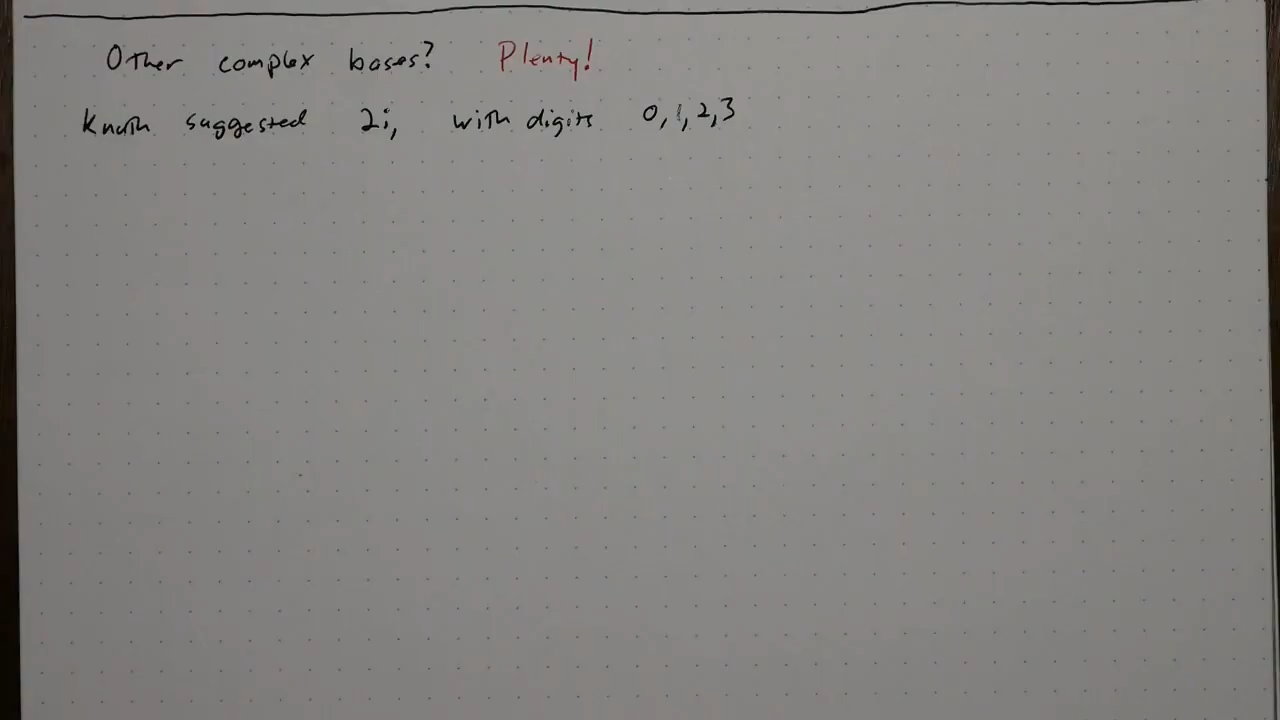 Other complex bases? Plenty!
Knuth suggested 2i, with digits 0, 1, 2, 3